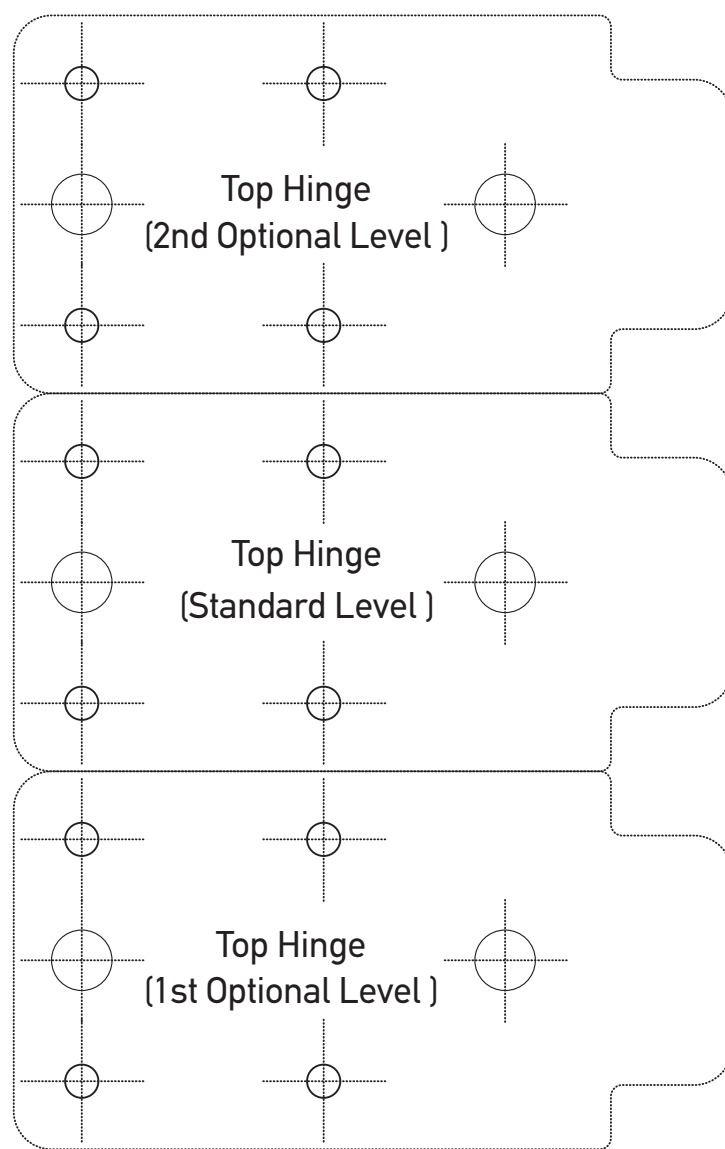 Top Hinge
(2nd Optional Level )
Top Hinge
(Standard Level )
Top Hinge
(1st Optional Level )